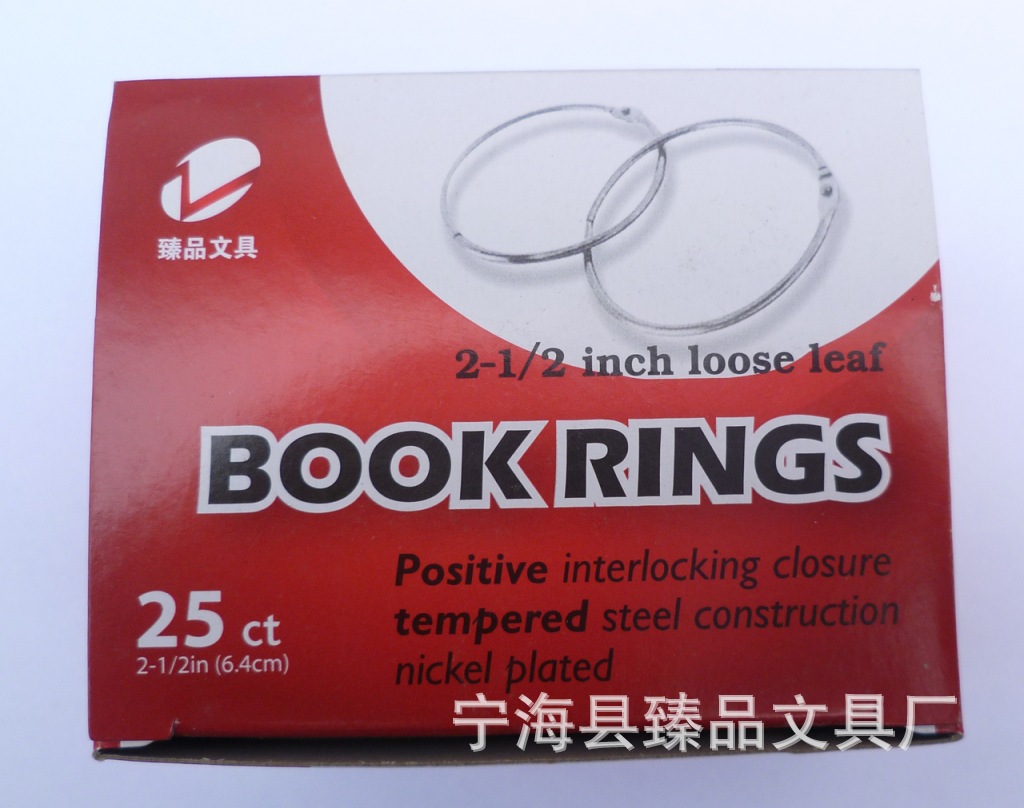 臻品文具
2-1/2 inch loose leaf
BOOK RINGS
Positive interlocking closure
tempered steel construction
nickel plated
25 ct
2-1/2in (6.4cm)
宁海县臻品文具厂